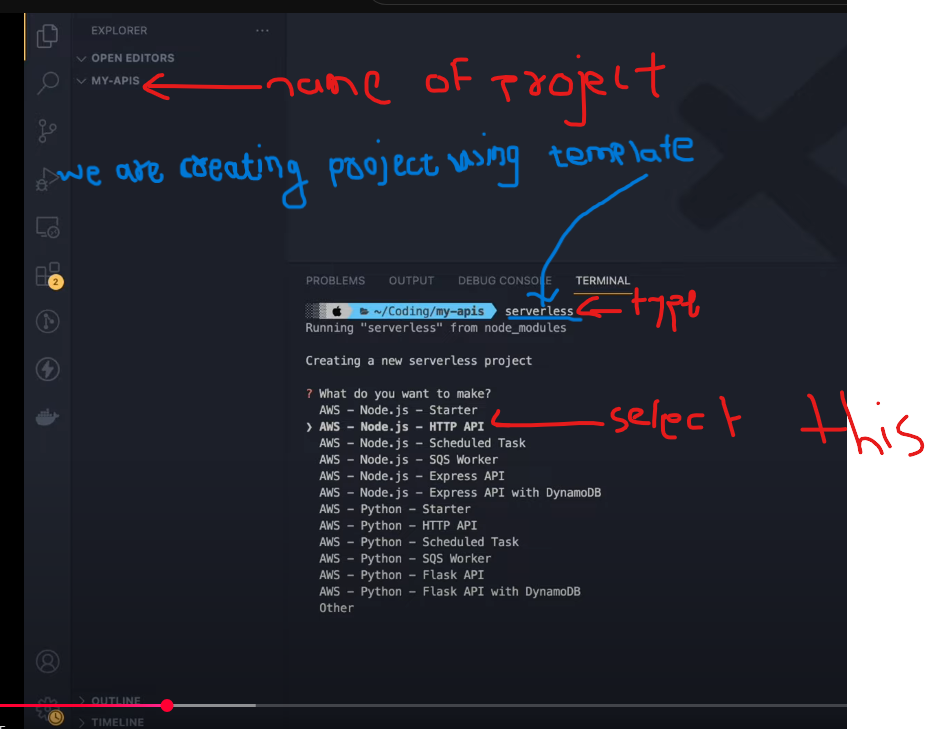 EXPLORER
OPEN EDITORS
MY-APIS
name of project
we are creating project using template
2
PROBLEMS OUTPUT DEBUG CONSOLE TERMINAL
~/Coding/my-apis serverless
type
Running "serverless" from node_modules
Creating a new serverless project
? What do you want to make?
AWS - Node.js - Starter
❯ AWS - Node.js - HTTP API
select this
AWS - Node.js - Scheduled Task
AWS - Node.js - SQS Worker
AWS - Node.js - Express API
AWS - Node.js - Express API with DynamoDB
AWS - Python - Starter
AWS - Python - HTTP API
AWS - Python - Scheduled Task
AWS - Python - SQS Worker
AWS - Python - Flask API
AWS - Python - Flask API with DynamoDB
Other
OUTLINE
TIMELINE